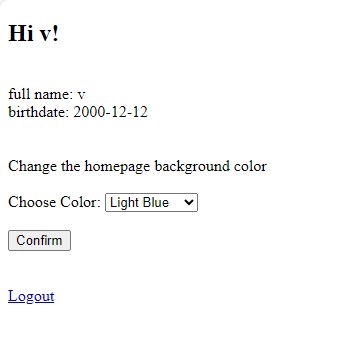 Hi v!
full name: v
birthdate: 2000-12-12
Change the homepage background color
Choose Color: Light Blue
Confirm
Logout